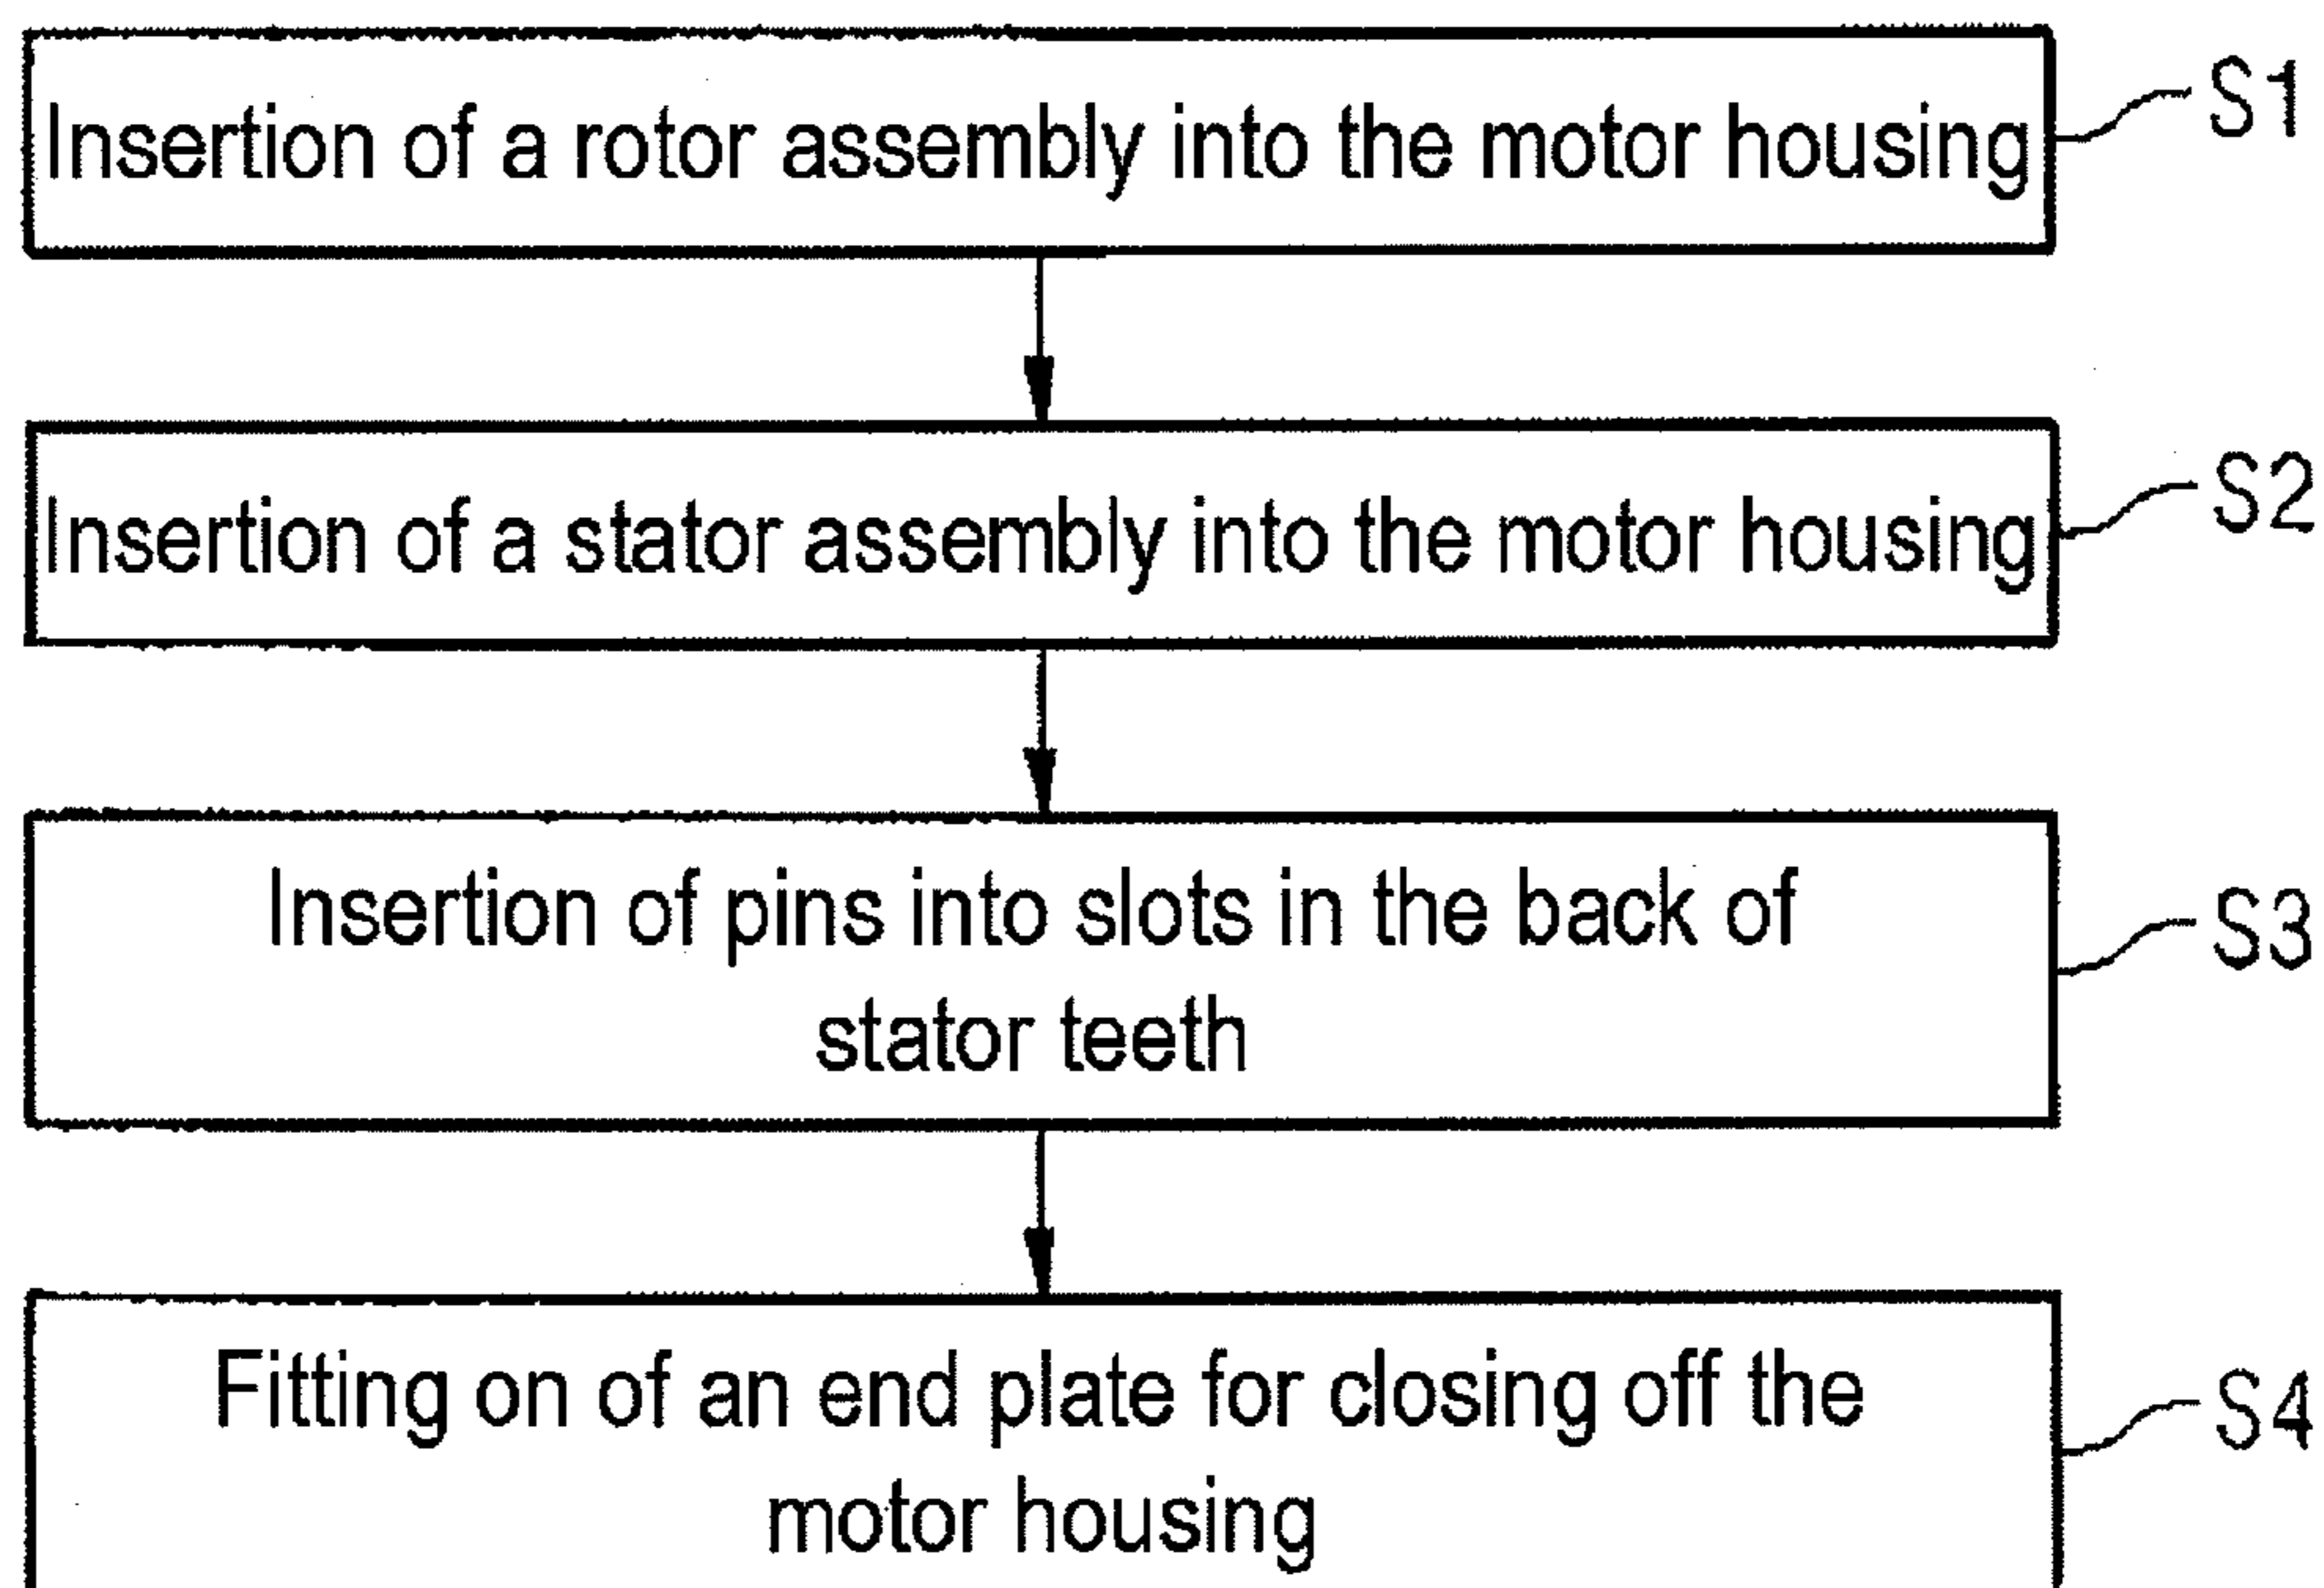 Insertion of a rotor assembly into the motor housing
S1
Insertion of a stator assembly into the motor housing
S2
Insertion of pins into slots in the back of
stator teeth
S3
Fitting on of an end plate for closing off the
motor housing
S4